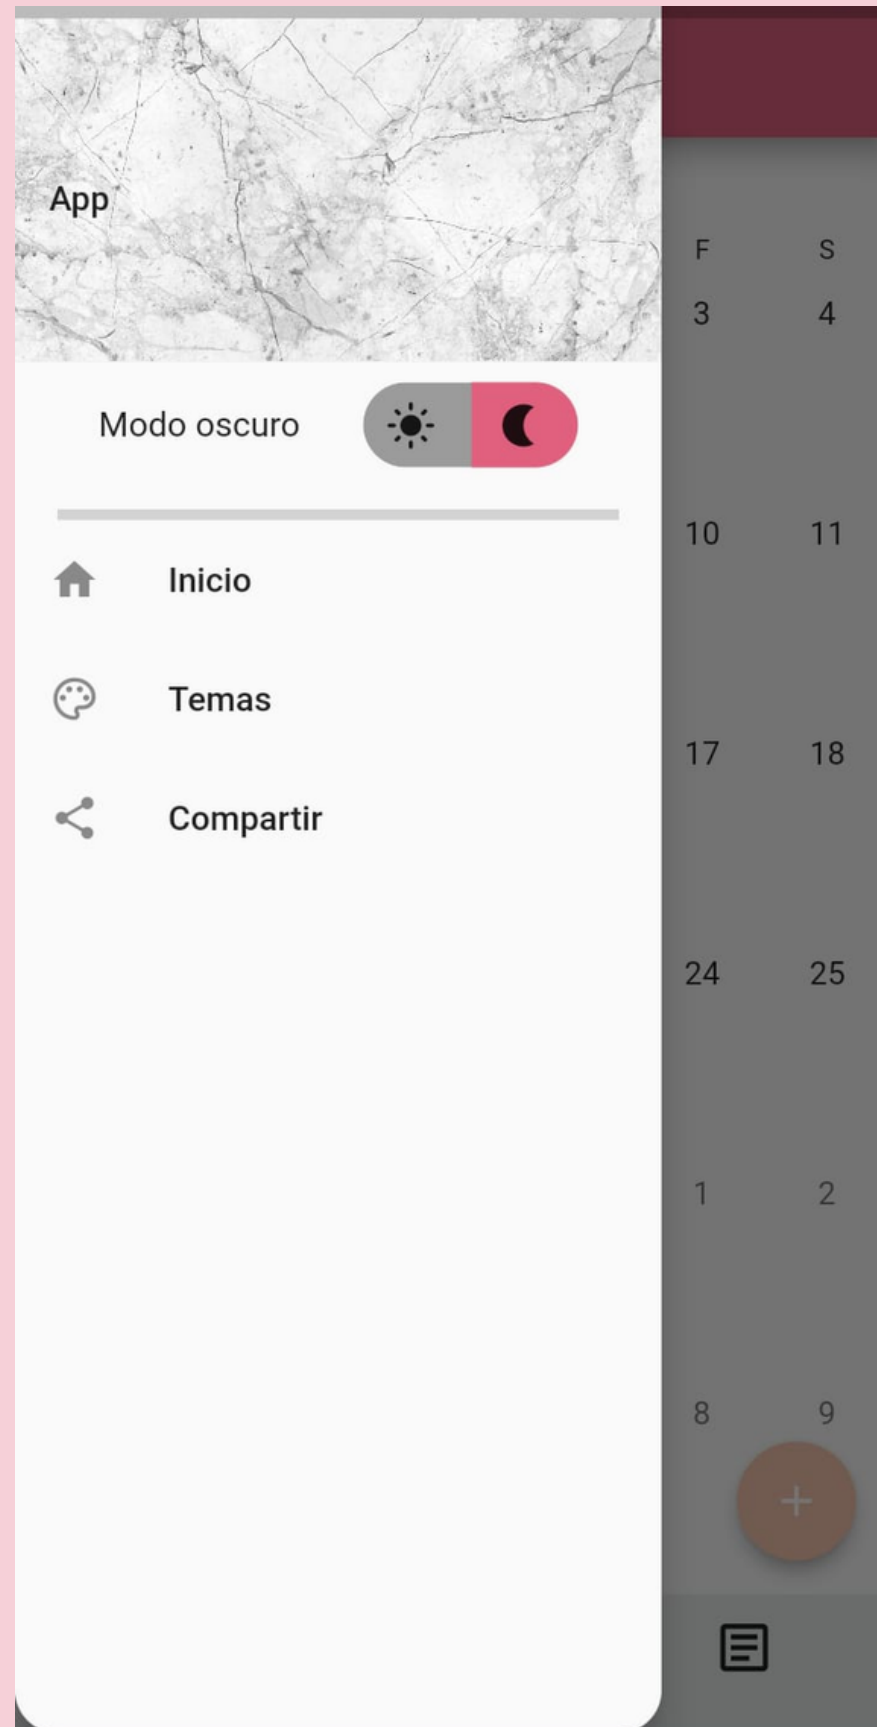 App
Modo oscuro
Inicio
Temas
Compartir
F S
3 4
10 11
17 18
24 25
1 2
8 9